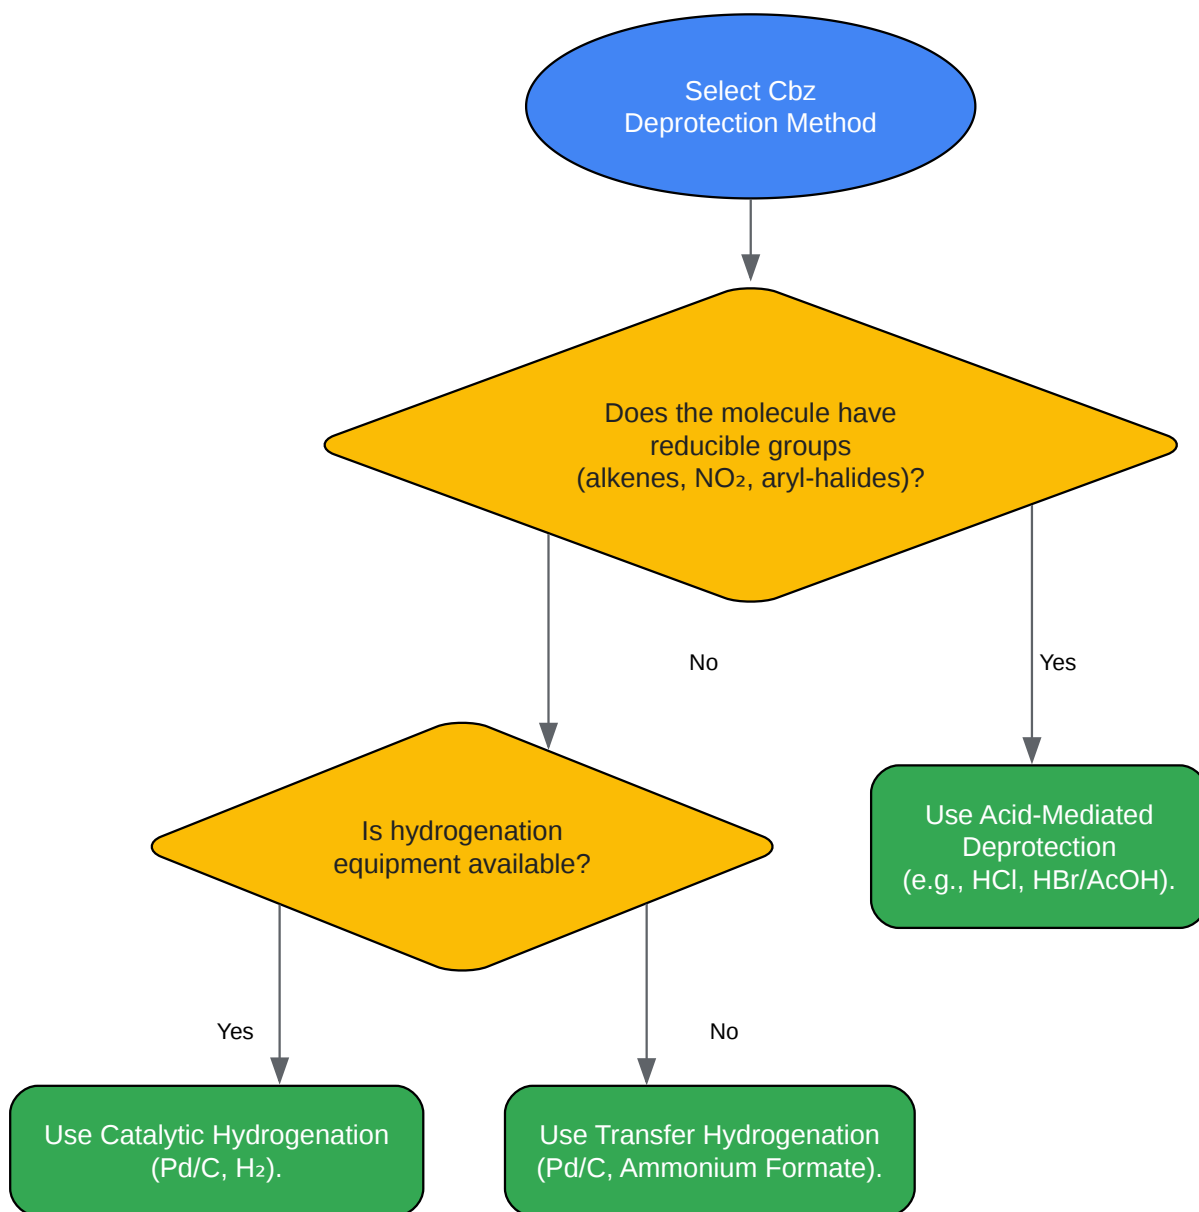 Select Cbz
Deprotection Method
Does the molecule have
reducible groups
(alkenes, NO₂, aryl-halides)?
No
Yes
Is hydrogenation
equipment available?
Use Acid-Mediated
Deprotection
(e.g., HCl, HBr/AcOH).
Yes
No
Use Catalytic Hydrogenation
(Pd/C, H₂).
Use Transfer Hydrogenation
(Pd/C, Ammonium Formate).